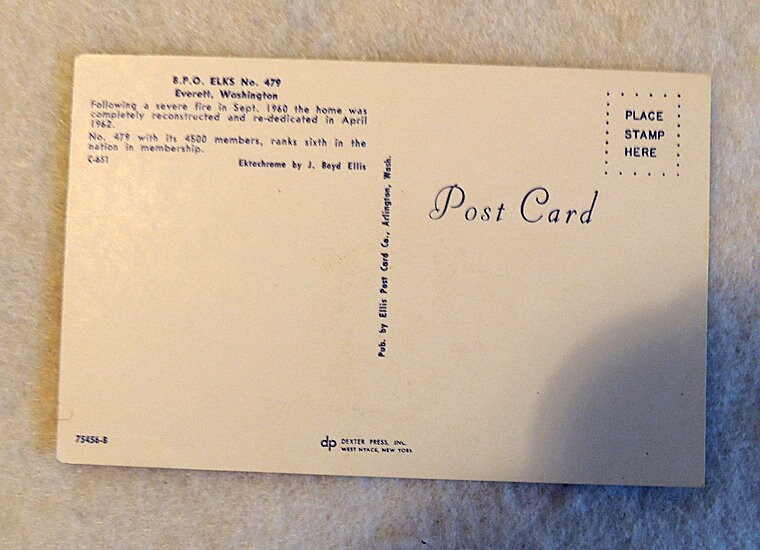 B.P.O. ELKS No. 479
Everett, Washington
Following a severe fire in Sept. 1960 the home was
completely reconstructed and re-dedicated in April
1962.
No. 479 with its 4500 members, ranks sixth in the
nation in membership.
C-651
Ektachrome by J. Boyd Ellis
Pub. by Ellis Post Card Co., Arlington, Wash.
PLACE
STAMP
HERE
Post Card
75456-B
dp DEXTER PRESS, INC.
WEST NYACK, NEW YORK